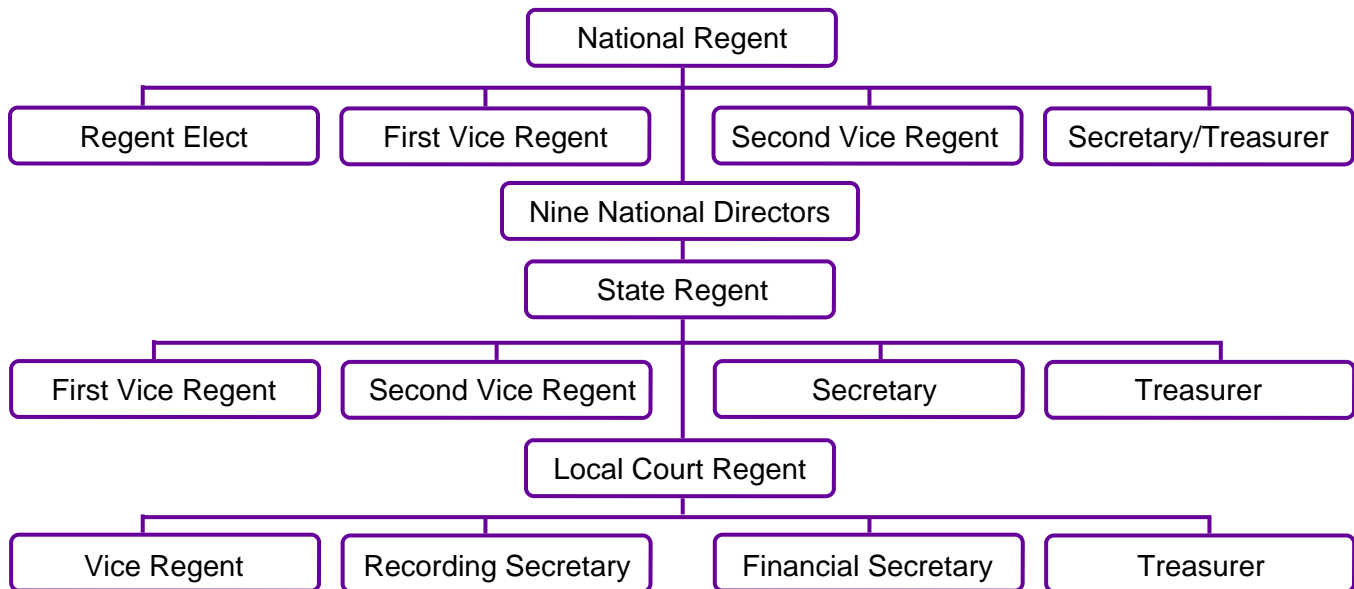 National Regent
Regent Elect
First Vice Regent
Second Vice Regent
Secretary/Treasurer
Nine National Directors
State Regent
First Vice Regent
Second Vice Regent
Secretary
Treasurer
Local Court Regent
Vice Regent
Recording Secretary
Financial Secretary
Treasurer